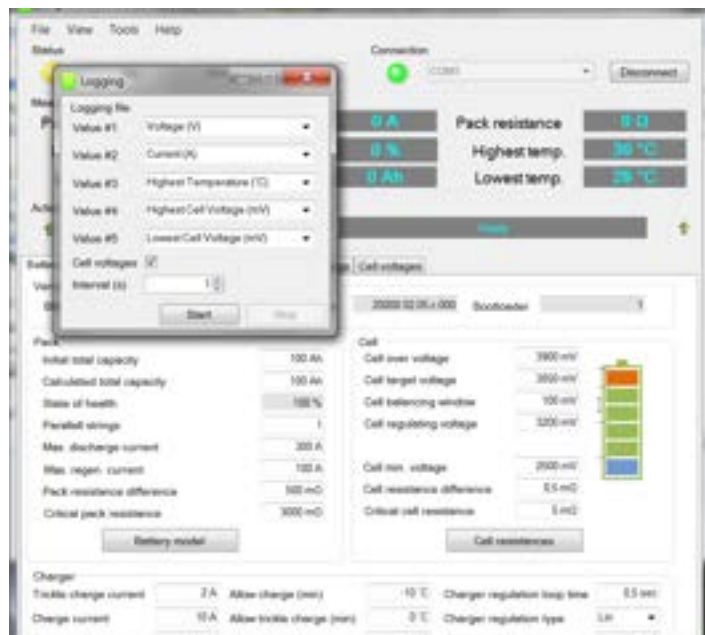 File View Tools Help
Status
Connection
COM1
Disconnect
Logging
Logging file
Value #1 Voltage (V)
Value #2 Current (A)
Value #3 Highest Temperature (°C)
Value #4 Highest Cell Voltage (mV)
Value #5 Lowest Cell Voltage (mV)
Cell voltages
Interval (s) 1
Start Stop
0 A Pack resistance 0 Ω
0 % Highest temp. 30 °C
0 Ah Lowest temp.
Ready
Cell voltages
Bootloader 1
Pack
Initial total capacity 100 Ah
Calculated total capacity 100 Ah
State of health 100 %
Parallell strings 1
Max. discharge current 300 A
Max. regen. current 100 A
Pack resistance difference 500 mΩ
Critical pack resistance 3000 mΩ
Battery model
Cell
Cell over voltage 3900 mV
Cell target voltage
Cell balancing window 100 mV
Cell regulating voltage 3200 mV
Cell min. voltage 2500 mV
Cell resistance difference 0,5 mΩ
Critical cell resistance 5 mΩ
Cell resistances
Charger
Trickle charge current 2 A Allow charge (min) -10 °C Charger regulation loop time 0,5 sec
Charge current 10 A Allow trickle charge (min) 0 °C Charger regulation type Lin